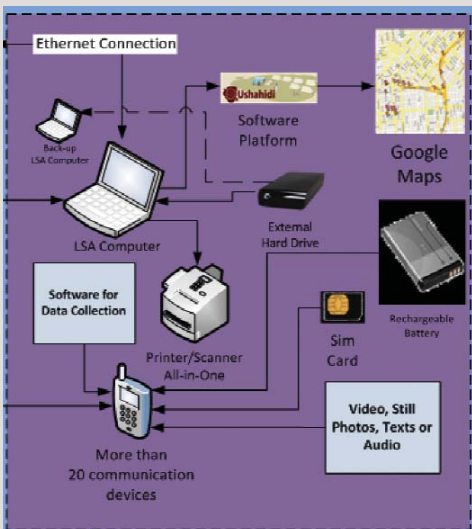 Ethernet Connection
Ushahidi
Software
Platform
Google
Maps
Back-up
LSA Computer
LSA Computer
External
Hard Drive
Rechargeable
Battery
Software for
Data Collection
Printer/Scanner
All-in-One
Sim
Card
Video, Still
Photos, Texts or
Audio
More than
20 communication
devices